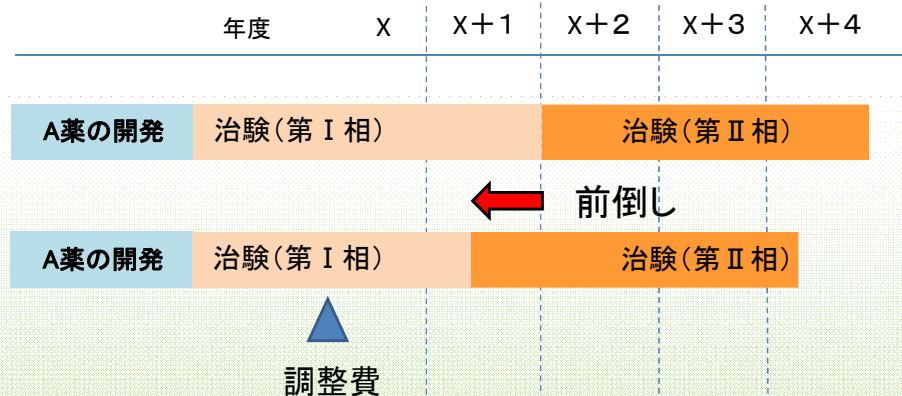 年度 X X+1 X+2 X+3 X+4
A薬の開発 治験(第Ⅰ相) 治験(第Ⅱ相)
前倒し
A薬の開発 治験(第Ⅰ相) 治験(第Ⅱ相)
調整費